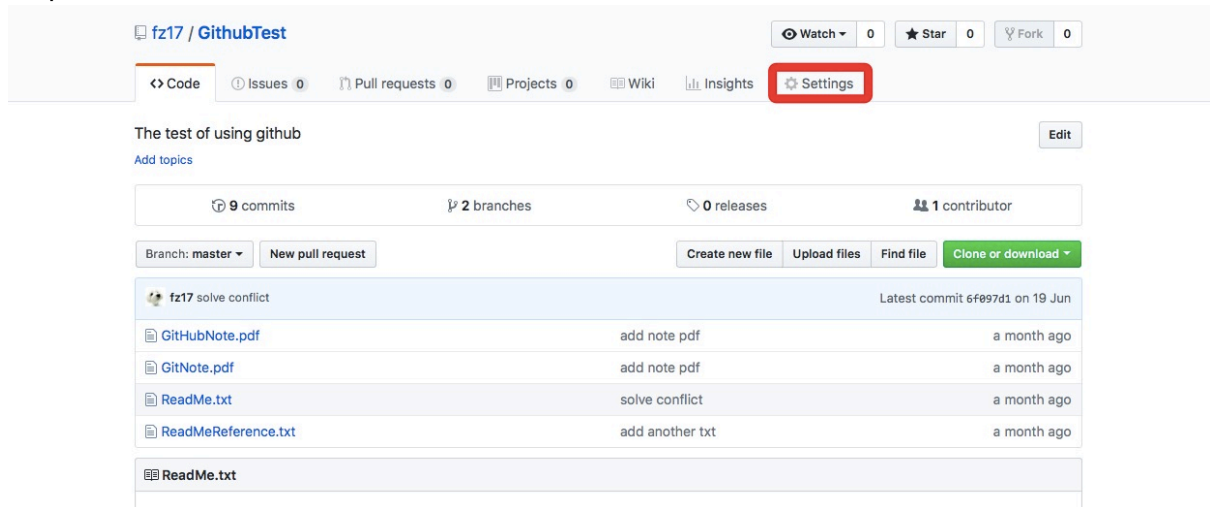 fz17 / GithubTest
Watch 0 Star 0 Fork 0
Code Issues 0 Pull requests 0 Projects 0 Wiki Insights Settings
The test of using github Edit
Add topics
9 commits 2 branches 0 releases 1 contributor
Branch: master New pull request Create new file Upload files Find file Clone or download
fz17 solve conflict Latest commit 6f097d1 on 19 Jun
GitHubNote.pdf add note pdf a month ago
GitNote.pdf add note pdf a month ago
ReadMe.txt solve conflict a month ago
ReadMeReference.txt add another txt a month ago
ReadMe.txt